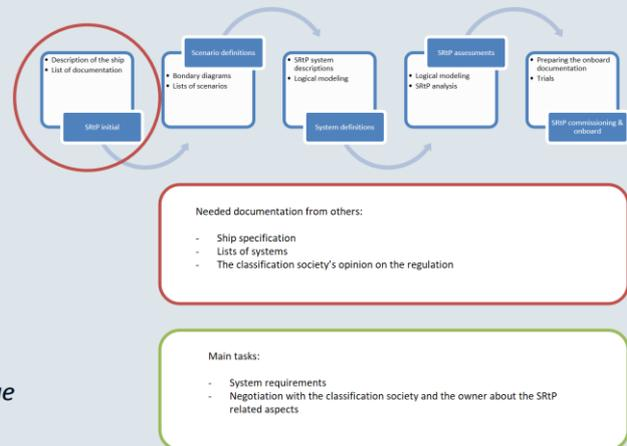 Scenario definitions
SRtP assessments
• Description of the ship
• List of documentation
• Bondary diagrams
• Lists of scenarios
• SRtP system
descriptions
• Logical modeling
• Logical modeling
• SRtP analysis
• Preparing the onboard
documentation
• Trials
SRtP initial
System definitions
SRtP commissioning &
onboard
Needed documentation from others:
- Ship specification
- Lists of systems
- The classification society's opinion on the regulation
Main tasks:
- System requirements
- Negotiation with the classification society and the owner about the SRtP
related aspects